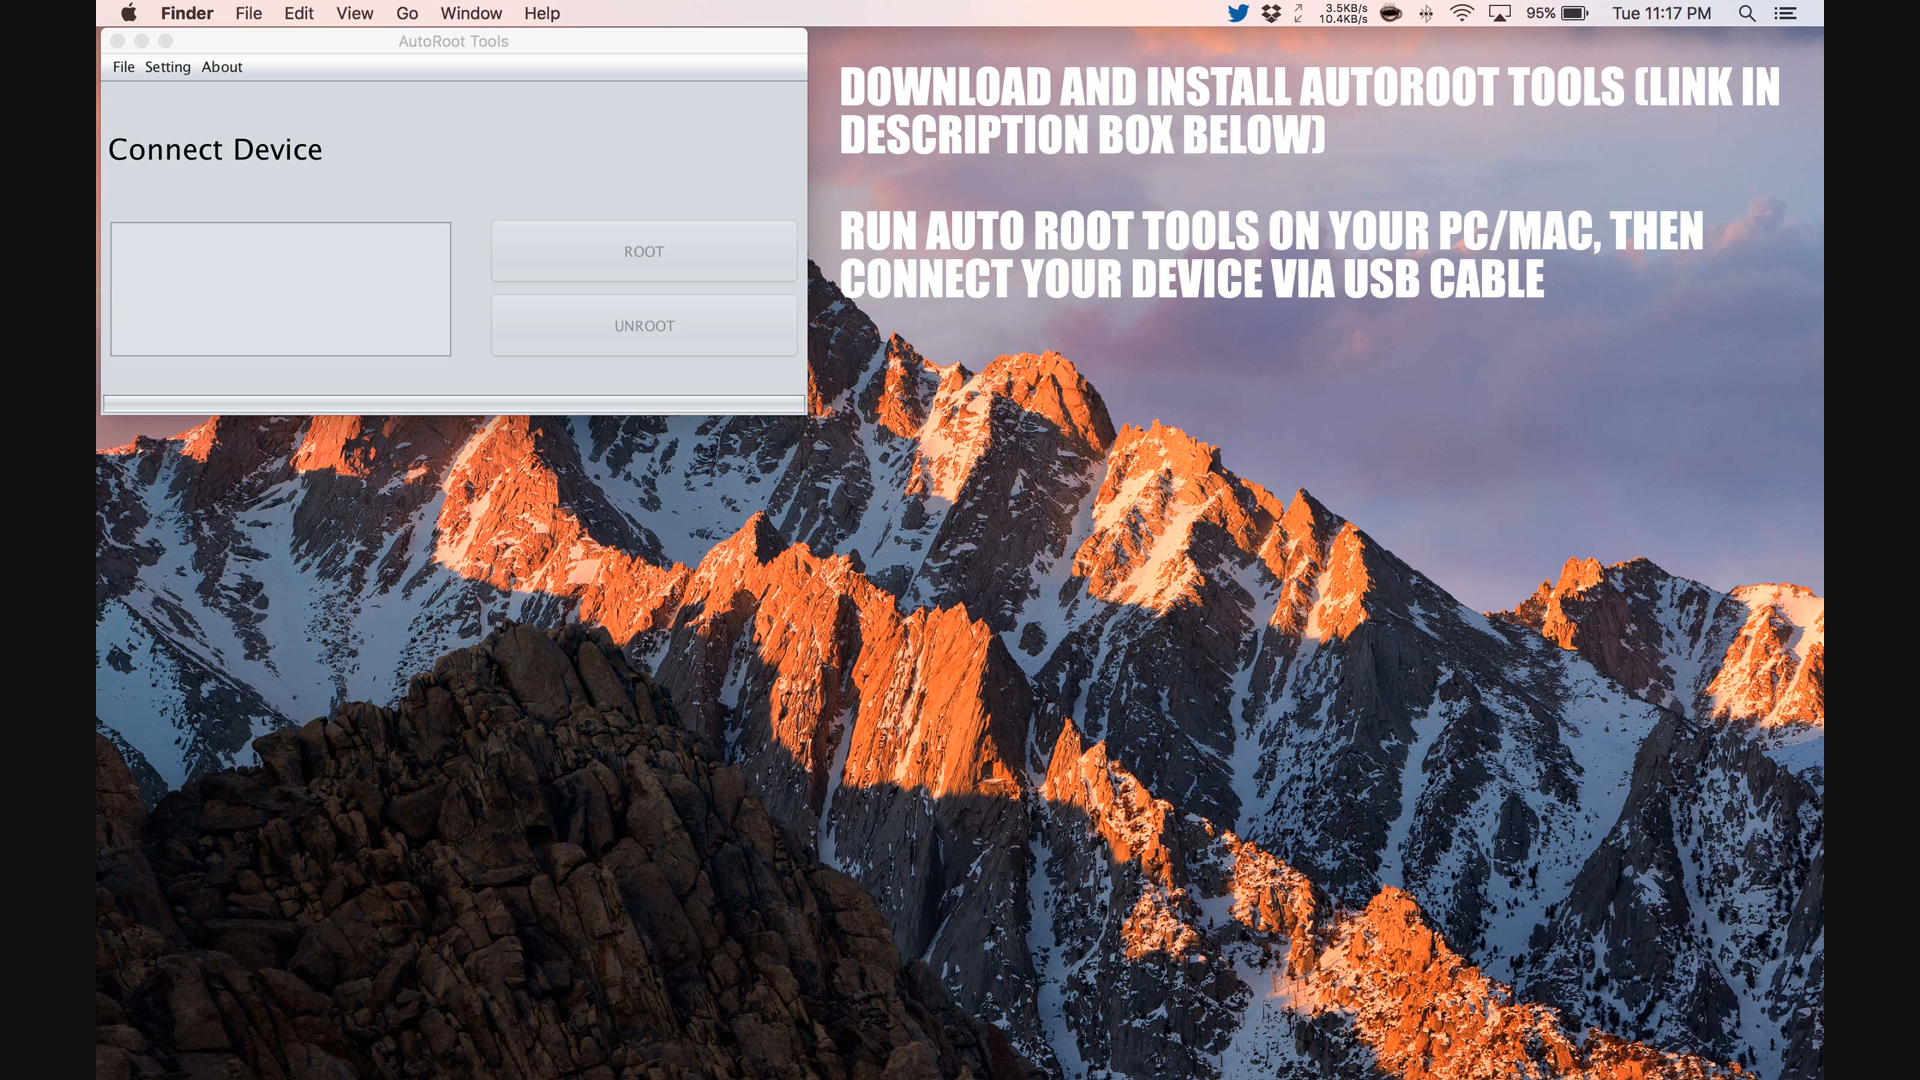 Finder File Edit View Go Window Help 3.5KB/s 10.4KB/s 95% Tue 11:17 PM
AutoRoot Tools
File Setting About
Connect Device
ROOT
UNROOT
DOWNLOAD AND INSTALL AUTOROOT TOOLS (LINK IN
DESCRIPTION BOX BELOW)
RUN AUTO ROOT TOOLS ON YOUR PC/MAC, THEN
CONNECT YOUR DEVICE VIA USB CABLE